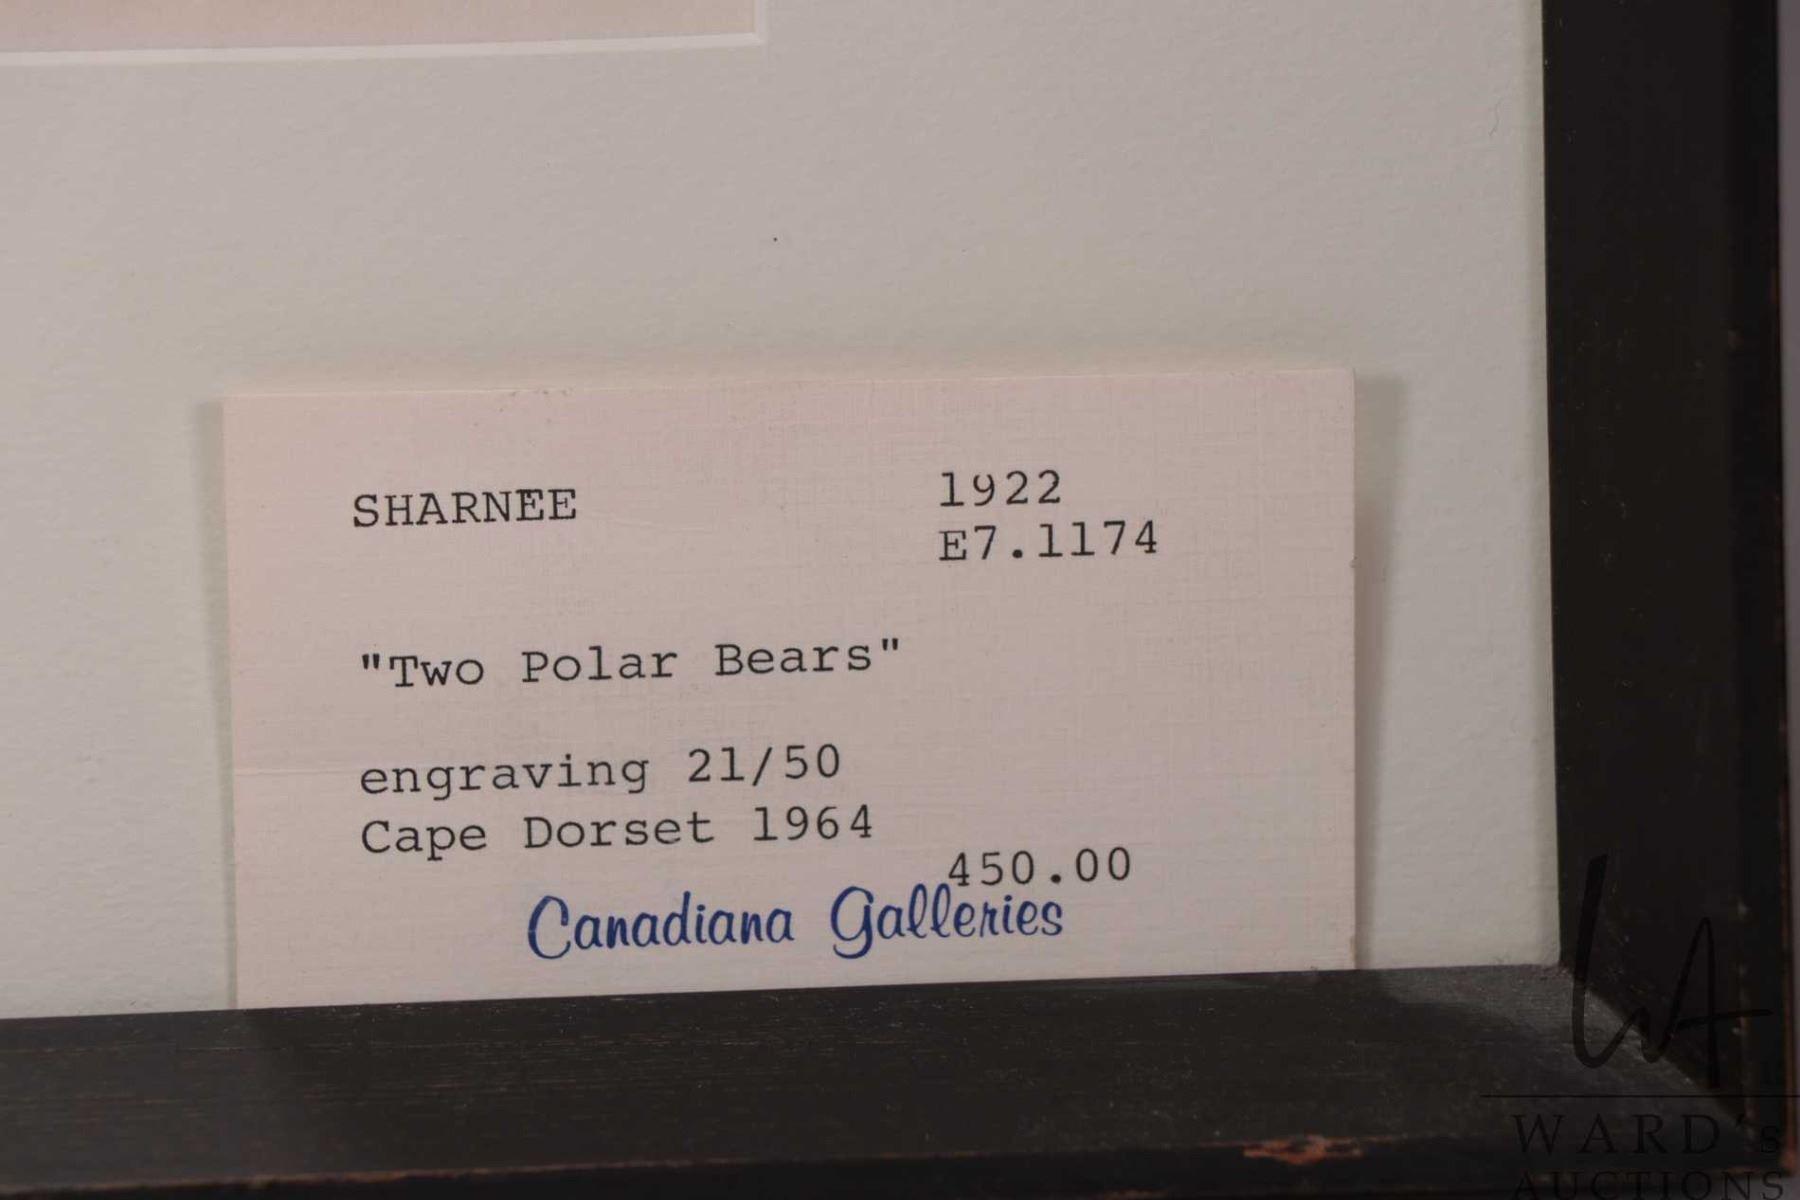 SHARNEE 1922
E7.1174
"Two Polar Bears"
engraving 21/50
Cape Dorset 1964
450.00
Canadiana Galleries
WA
WARD's
AUCTIONS